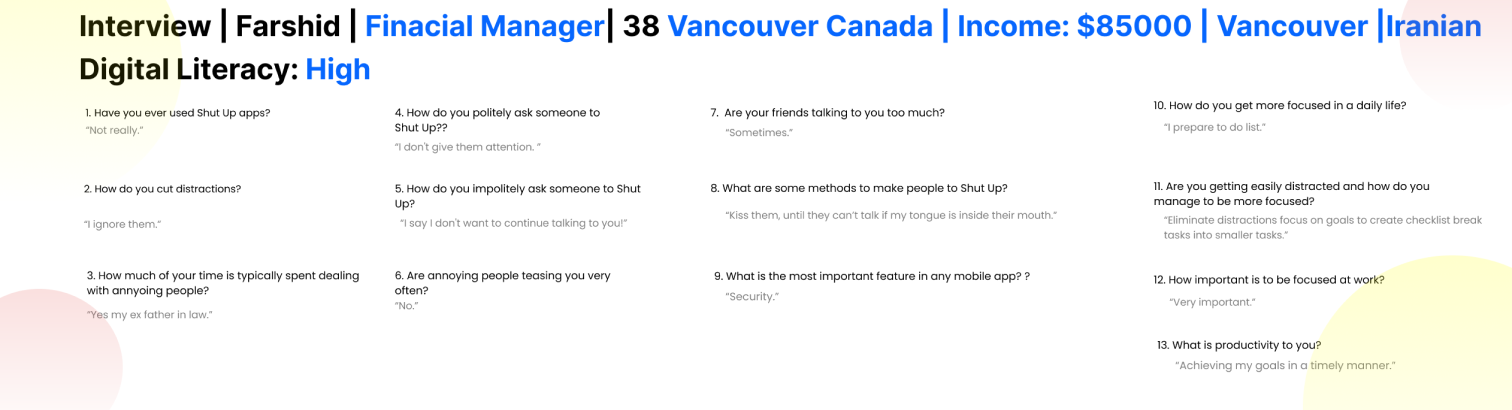 Interview | Farshid | Finacial Manager| 38 Vancouver Canada | Income: $85000 | Vancouver |Iranian
Digital Literacy: High
1. Have you ever used Shut Up apps?
“Not really.”
2. How do you cut distractions?
“I ignore them.”
3. How much of your time is typically spent dealing
with annyoing people?
“Yes my ex father in law.”
4. How do you politely ask someone to
Shut Up??
“I don't give them attention. ”
5. How do you impolitely ask someone to Shut
Up?
“I say I don't want to continue talking to you!”
6. Are annoying people teasing you very
often?
“No.”
7. Are your friends talking to you too much?
“Sometimes.”
8. What are some methods to make people to Shut Up?
“Kiss them, until they can’t talk if my tongue is inside their mouth.”
9. What is the most important feature in any mobile app? ?
“Security.”
10. How do you get more focused in a daily life?
“I prepare to do list.”
11. Are you getting easily distracted and how do you
manage to be more focused?
“Eliminate distractions focus on goals to create checklist break
tasks into smaller tasks.”
12. How important is to be focused at work?
“Very important.”
13. What is productivity to you?
“Achieving my goals in a timely manner.”